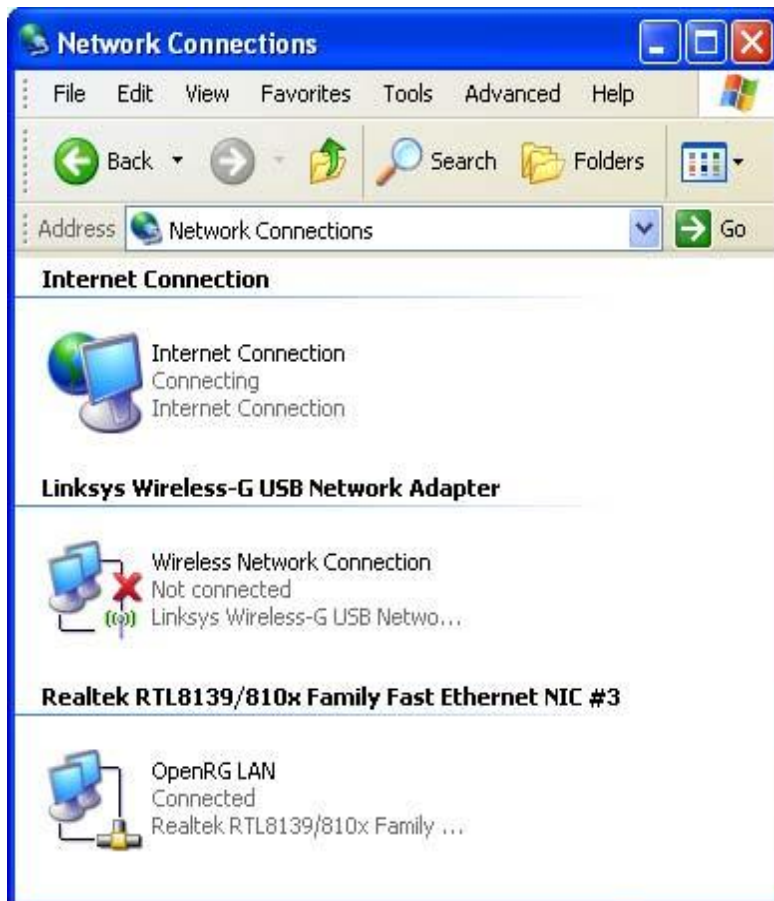 Network Connections
File Edit View Favorites Tools Advanced Help
Back Search Folders
Address Network Connections Go
Internet Connection
Internet Connection
Connecting
Internet Connection
Linksys Wireless-G USB Network Adapter
Wireless Network Connection
Not connected
Linksys Wireless-G USB Netwo...
Realtek RTL8139/810x Family Fast Ethernet NIC #3
OpenRG LAN
Connected
Realtek RTL8139/810x Family ...